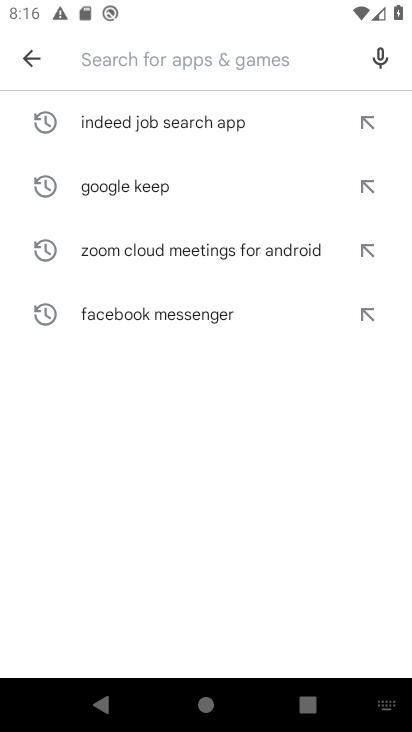 8:16
Search for apps & games
indeed job search app
google keep
zoom cloud meetings for android
facebook messenger